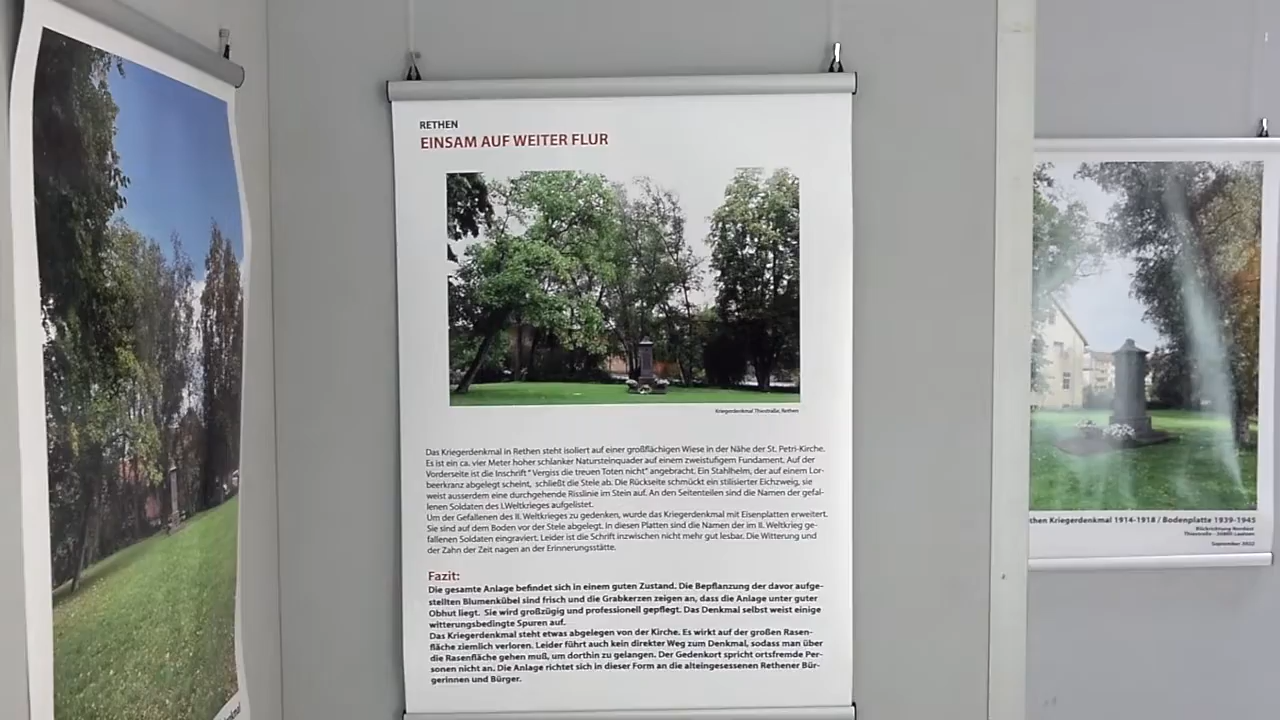 RETHEN
EINSAM AUF WEITER FLUR
Kriegerdenkmal Thiestraße, Rethen
Das Kriegerdenkmal in Rethen steht isoliert auf einer großflächigen Wiese in der Nähe der St. Petri-Kirche.
Es ist ein ca. vier Meter hoher schlanker Natursteinquader auf einem zweistufigem Fundament. Auf der
Vorderseite ist die Inschrift "Vergiss die treuen Toten nicht" angebracht. Ein Stahlhelm, der auf einem Lor-
beerkranz abgelegt scheint, schließt die Stele ab. Die Rückseite schmückt ein stilisierter Eichzweig, sie
weist ausserdem eine durchgehende Risslinie im Stein auf. An den Seitenteilen sind die Namen der gefal-
lenen Soldaten des I.Weltkrieges aufgelistet.
Um der Gefallenen des II. Weltkrieges zu gedenken, wurde das Kriegerdenkmal mit Eisenplatten erweitert.
Sie sind auf dem Boden vor der Stele abgelegt. In diesen Platten sind die Namen der im II. Weltkrieg ge-
fallenen Soldaten eingraviert. Leider ist die Schrift inzwischen nicht mehr gut lesbar. Die Witterung und
der Zahn der Zeit nagen an der Erinnerungsstätte.
Fazit:
Die gesamte Anlage befindet sich in einem guten Zustand. Die Bepflanzung der davor aufge-
stellten Blumenkübel sind frisch und die Grabkerzen zeigen an, dass die Anlage unter guter
Obhut liegt. Sie wird großzügig und professionell gepflegt. Das Denkmal selbst weist einige
witterungsbedingte Spuren auf.
Das Kriegerdenkmal steht etwas abgelegen von der Kirche. Es wirkt auf der großen Rasen-
fläche ziemlich verloren. Leider führt auch kein direkter Weg zum Denkmal, sodass man über
die Rasenfläche gehen muß, um dorthin zu gelangen. Der Gedenkort spricht ortsfremde Per-
sonen nicht an. Die Anlage richtet sich in dieser Form an die alteingesessenen Rethener Bür-
gerinnen und Bürger.
then Kriegerdenkmal 1914-1918 / Bodenplatte 1939-1945
Blickrichtung Nordost
Thiestraße - 30880 Laatzen
September 2022